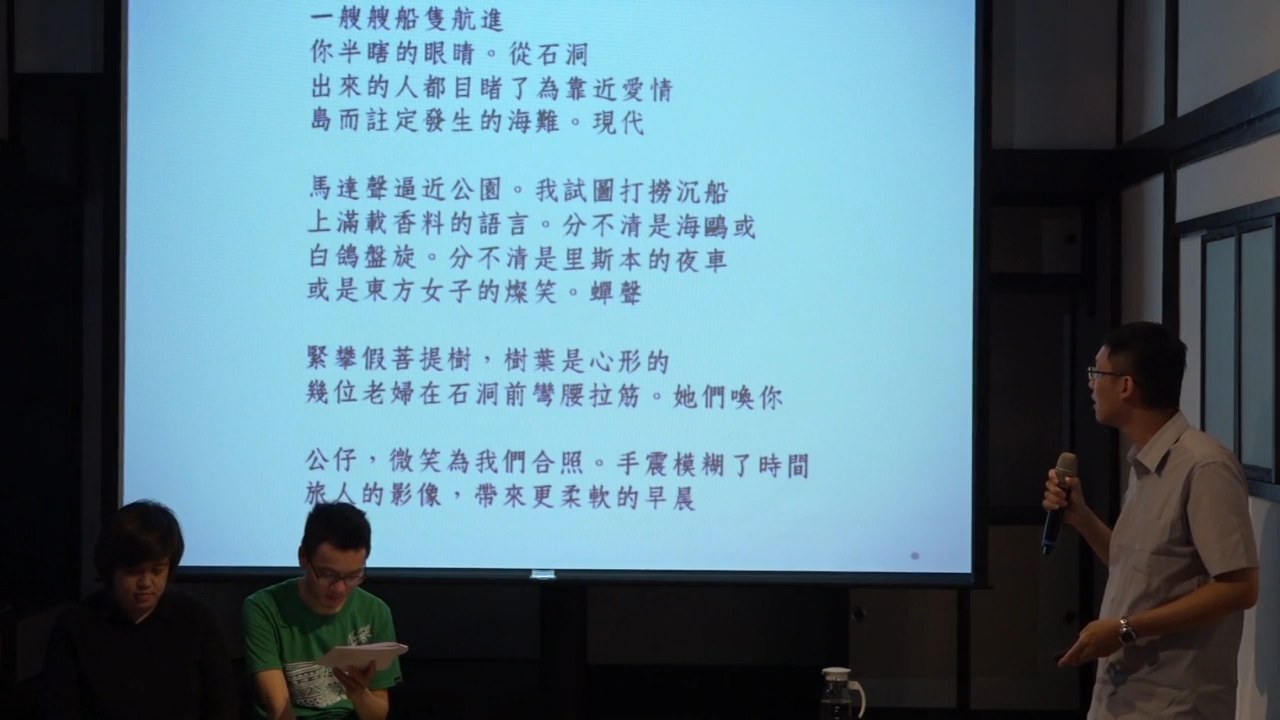 一艘艘船隻航進
你半瞎的眼睛。從石洞
出來的人都目睹了為靠近愛情
島而註定發生的海難。現代
馬達聲逼近公園。我試圖打撈沉船
上滿載香料的語言。分不清是海鷗或
白鴿盤旋。分不清是里斯本的夜車
或是東方女子的燦笑。蟬聲
緊攀假菩提樹，樹葉是心形的
幾位老婦在石洞前彎腰拉筋。她們喚你
公仔，微笑為我們合照。手震模糊了時間
旅人的影像，帶來更柔軟的早晨